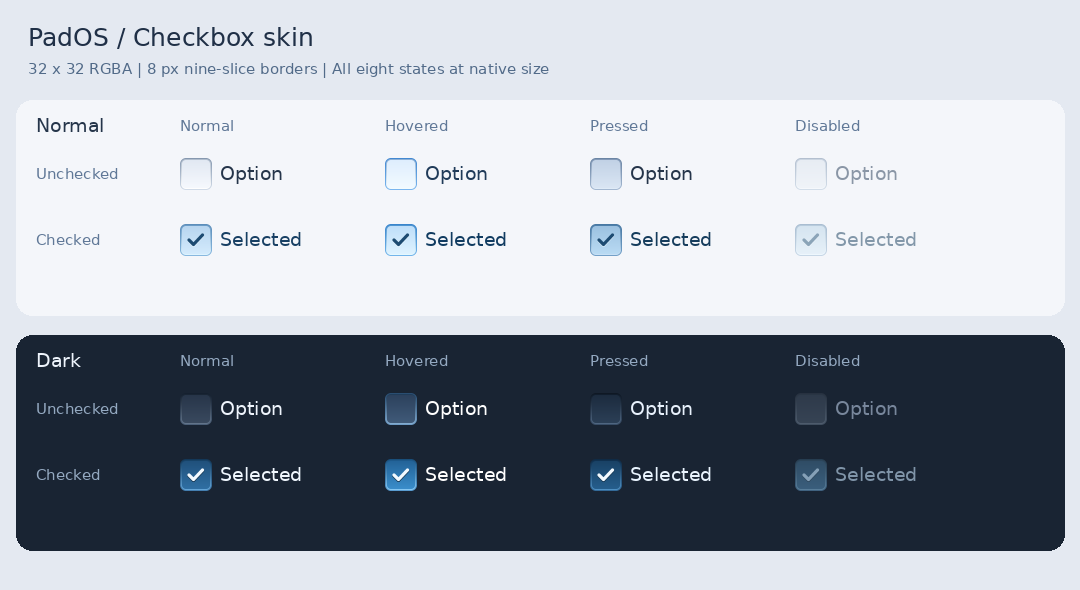 PadOS / Checkbox skin
32 x 32 RGBA | 8 px nine-slice borders | All eight states at native size
Normal Normal Hovered Pressed Disabled
Unchecked Option Option Option Option
Checked Selected Selected Selected Selected
Dark Normal Hovered Pressed Disabled
Unchecked Option Option Option Option
Checked Selected Selected Selected Selected